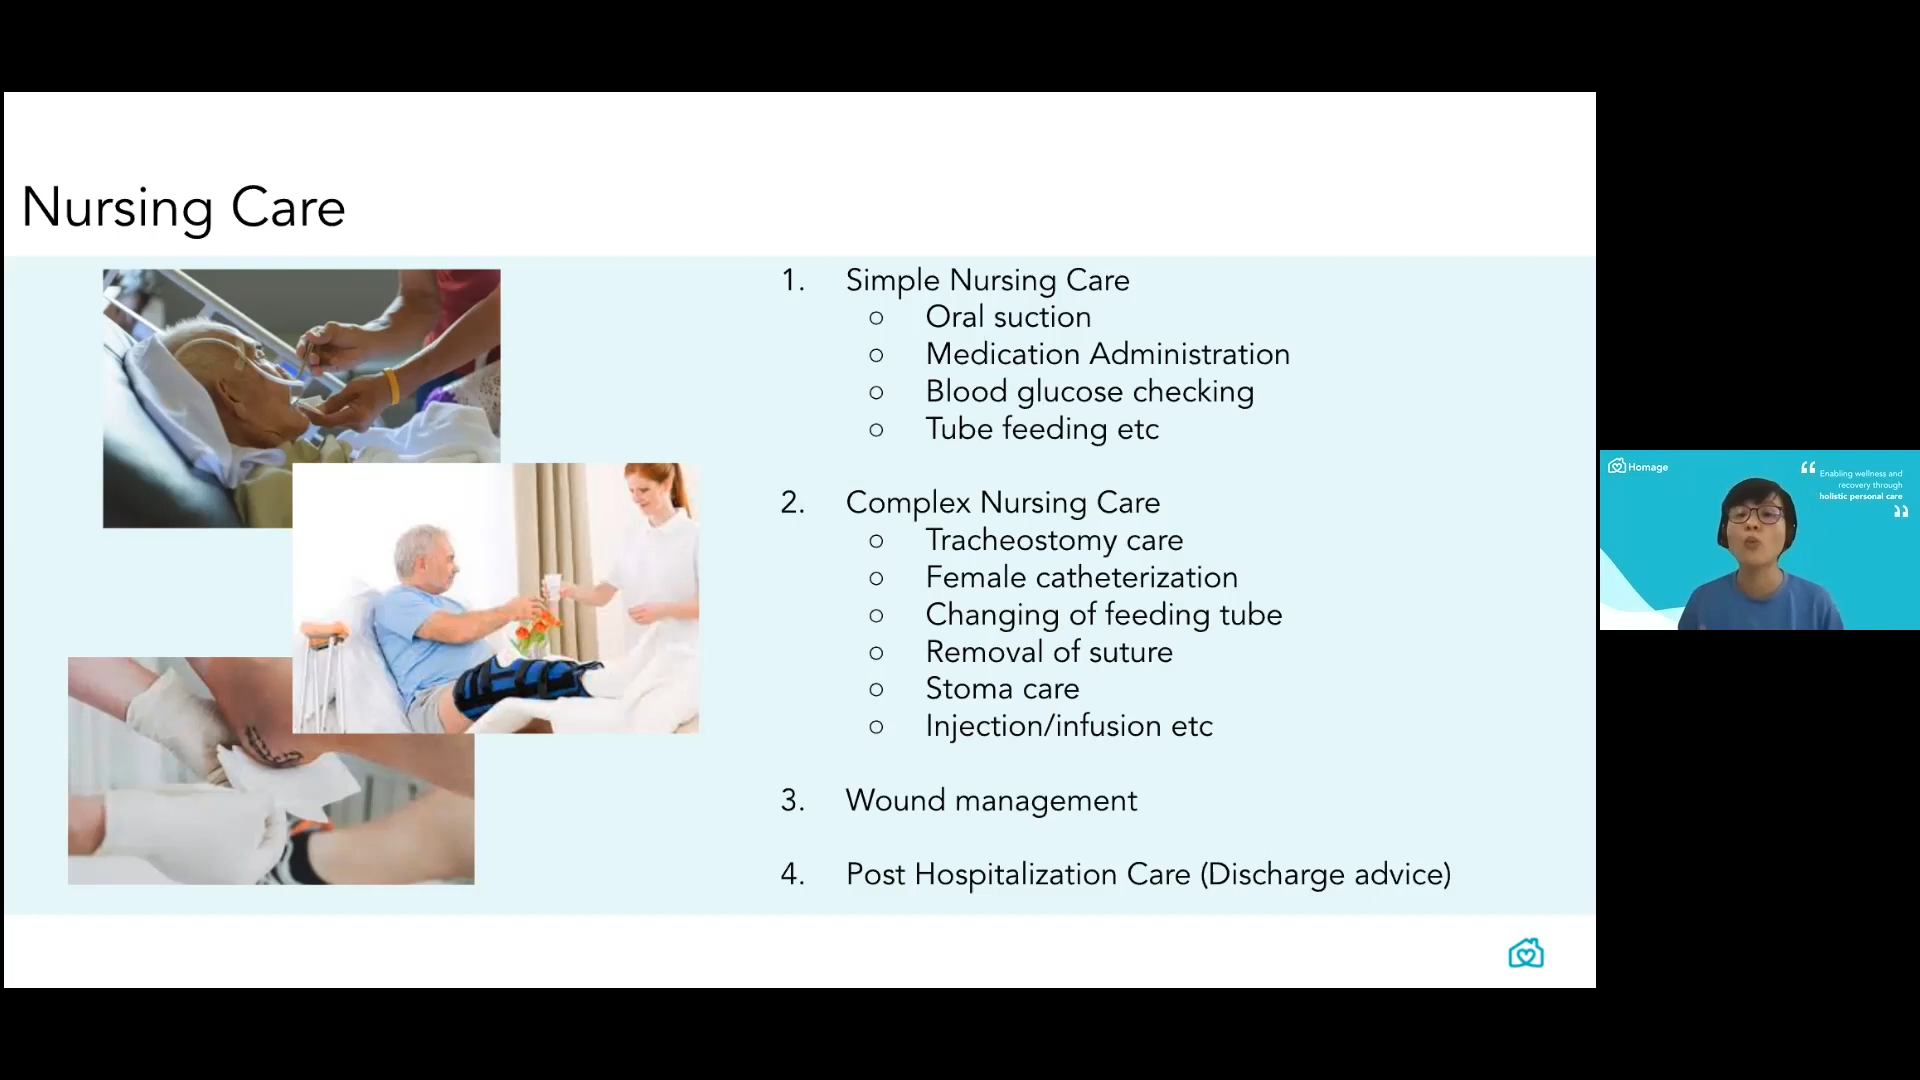 Nursing Care
1. Simple Nursing Care
○ Oral suction
○ Medication Administration
○ Blood glucose checking
○ Tube feeding etc
2. Complex Nursing Care
○ Tracheostomy care
○ Female catheterization
○ Changing of feeding tube
○ Removal of suture
○ Stoma care
○ Injection/infusion etc
3. Wound management
4. Post Hospitalization Care (Discharge advice)
Homage
“ Enabling wellness and
recovery through
holistic personal care
”